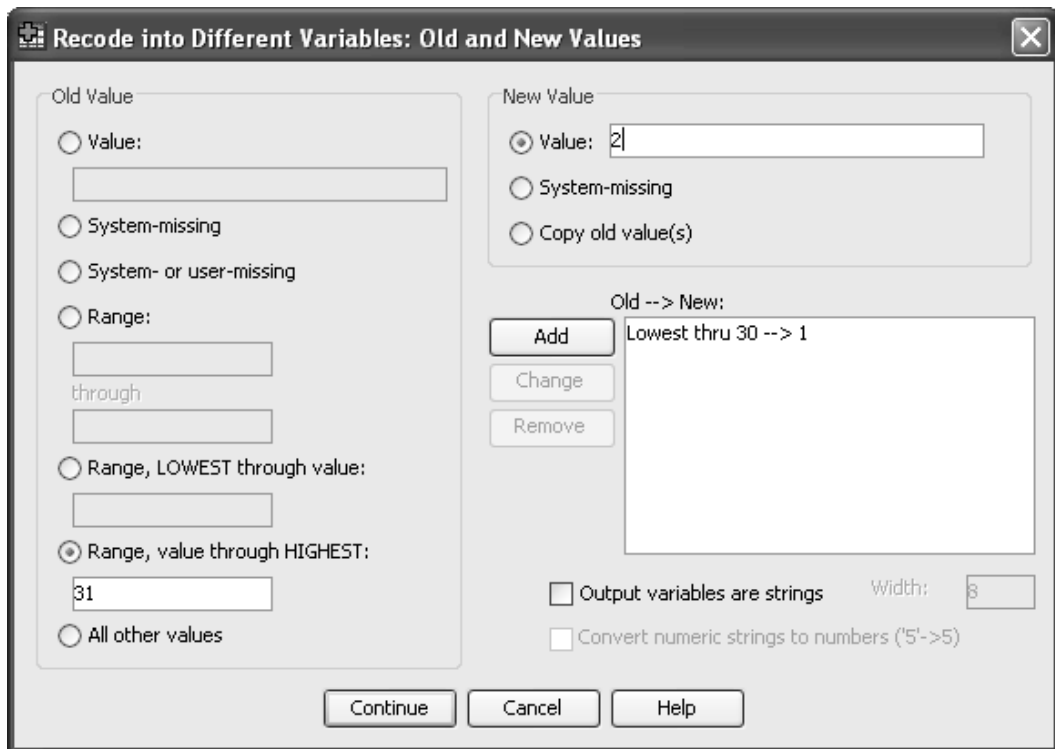 Recode into Different Variables: Old and New Values
Old Value
Value:
System-missing
System- or user-missing
Range:
through
Range, LOWEST through value:
Range, value through HIGHEST:
31
All other values
New Value
Value: 2
System-missing
Copy old value(s)
Old --> New:
Add
Change
Remove
Lowest thru 30 --> 1
Output variables are strings
Width: 8
Convert numeric strings to numbers ('5'->5)
Continue
Cancel
Help